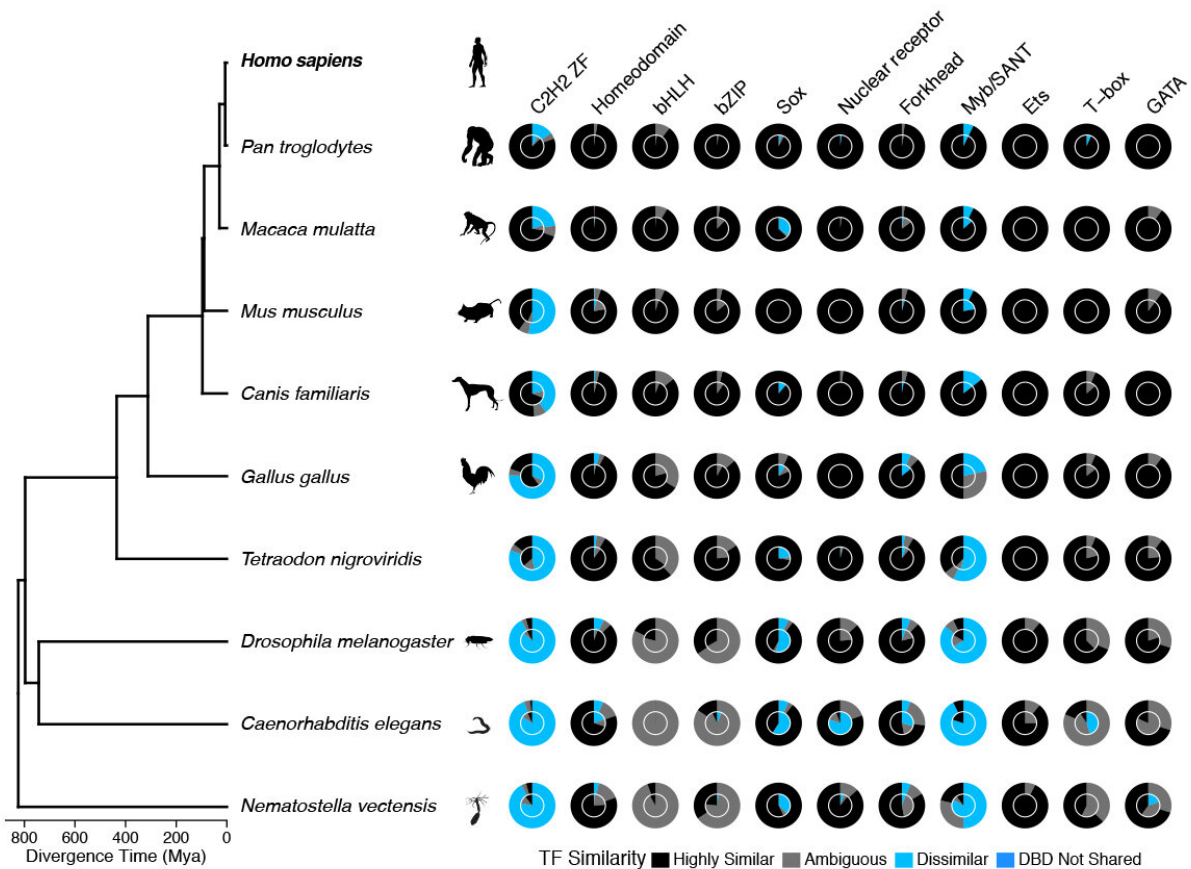 Homo sapiens
C2H2 ZF
Homeodomain
bHLH
bZIP
Sox
Nuclear receptor
Forkhead
Myb/SANT
Ets
T-box
GATA
Pan troglodytes
Macaca mulatta
Mus musculus
Canis familiaris
Gallus gallus
Tetraodon nigroviridis
Drosophila melanogaster
Caenorhabditis elegans
Nematostella vectensis
800 600 400 200 0
Divergence Time (Mya)
TF Similarity Highly Similar Ambiguous Dissimilar DBD Not Shared